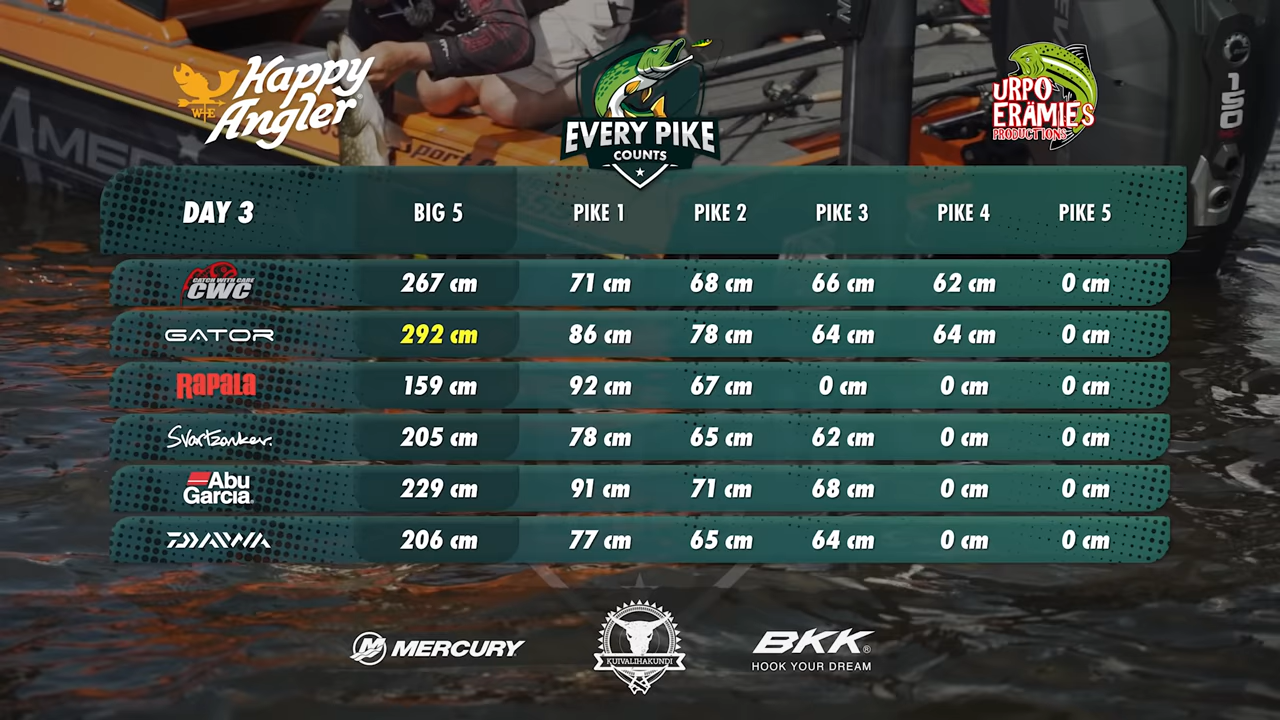 Happy
Angler
W E
EVERY PIKE
COUNTS
URPO
ERÄMIES
PRODUCTIONS
150
DAY 3 BIG 5 PIKE 1 PIKE 2 PIKE 3 PIKE 4 PIKE 5
CATCH WITH CARE
CWC 267 cm 71 cm 68 cm 66 cm 62 cm 0 cm
GATOR 292 cm 86 cm 78 cm 64 cm 64 cm 0 cm
RAPALA 159 cm 92 cm 67 cm 0 cm 0 cm 0 cm
Svartzonker. 205 cm 78 cm 65 cm 62 cm 0 cm 0 cm
Abu
Garcia® 229 cm 91 cm 71 cm 68 cm 0 cm 0 cm
DAIWA 206 cm 77 cm 65 cm 64 cm 0 cm 0 cm
MERCURY
KUIVALIHAKUNDI
BKK®
HOOK YOUR DREAM